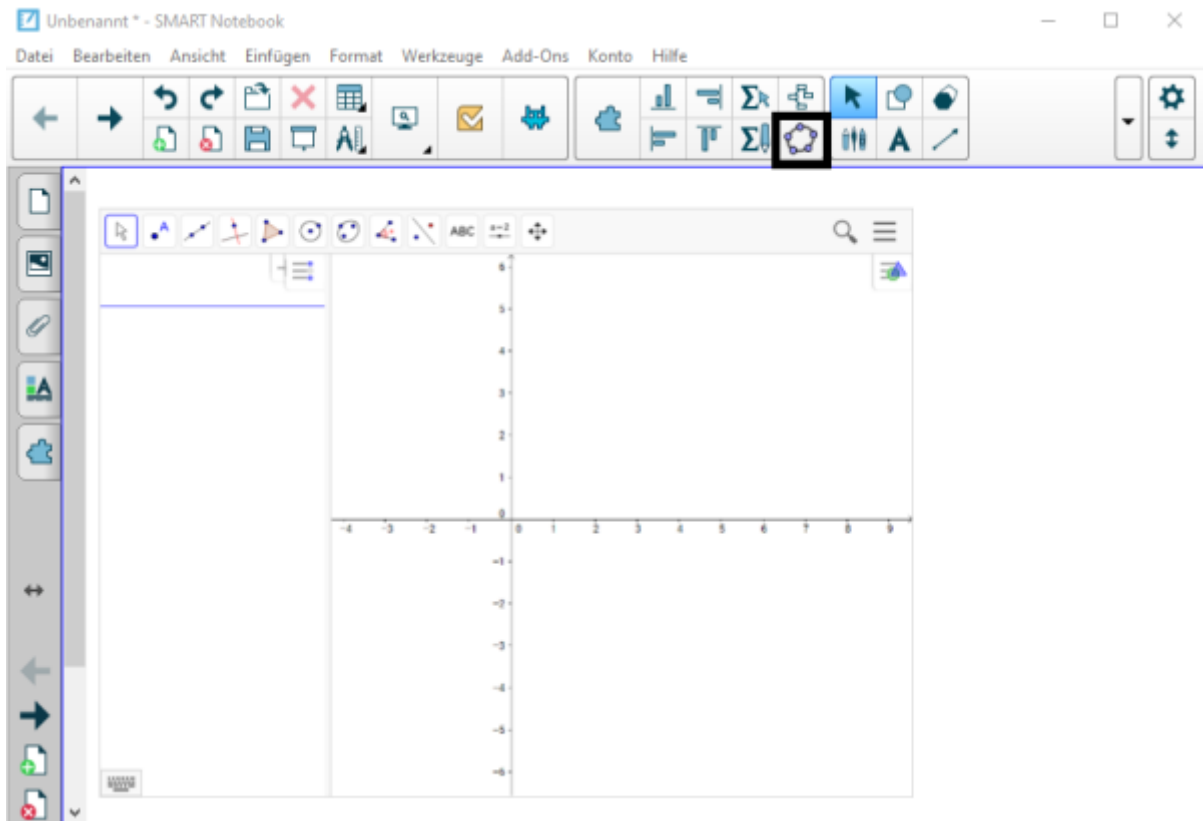 Unbenannt * - SMART Notebook
Datei Bearbeiten Ansicht Einfügen Format Werkzeuge Add-Ons Konto Hilfe
A
ABC
a=2
6
5
4
3
2
1
0
-4 -3 -2 -1 0 1 2 3 4 5 6 7 8 9
-1
-2
-3
-4
-5
-6